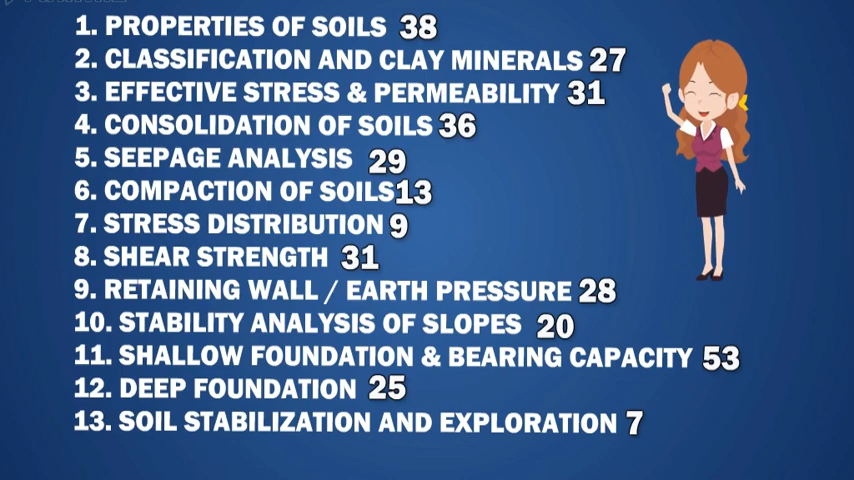 1. PROPERTIES OF SOILS 38
2. CLASSIFICATION AND CLAY MINERALS 27
3. EFFECTIVE STRESS & PERMEABILITY 31
4. CONSOLIDATION OF SOILS 36
5. SEEPAGE ANALYSIS 29
6. COMPACTION OF SOILS 13
7. STRESS DISTRIBUTION 9
8. SHEAR STRENGTH 31
9. RETAINING WALL / EARTH PRESSURE 28
10. STABILITY ANALYSIS OF SLOPES 20
11. SHALLOW FOUNDATION & BEARING CAPACITY 53
12. DEEP FOUNDATION 25
13. SOIL STABILIZATION AND EXPLORATION 7